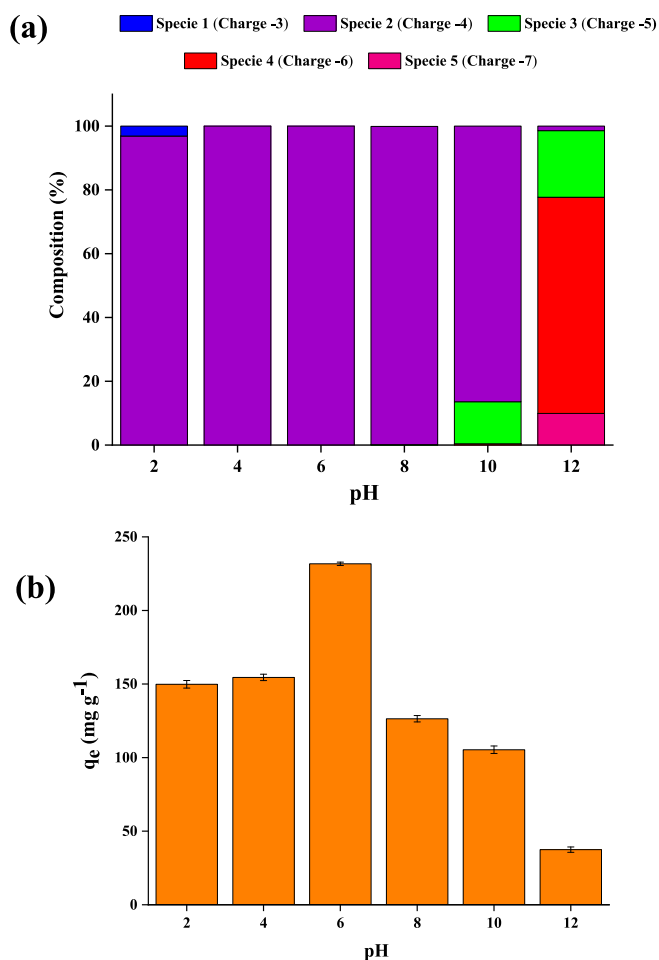 (a)
Specie 1 (Charge -3) Specie 2 (Charge -4) Specie 3 (Charge -5)
Specie 4 (Charge -6) Specie 5 (Charge -7)
Composition (%)
100
80
60
40
20
0
2 4 6 8 10 12
pH
(b)
qe (mg g-1)
250
200
150
100
50
0
2 4 6 8 10 12
pH